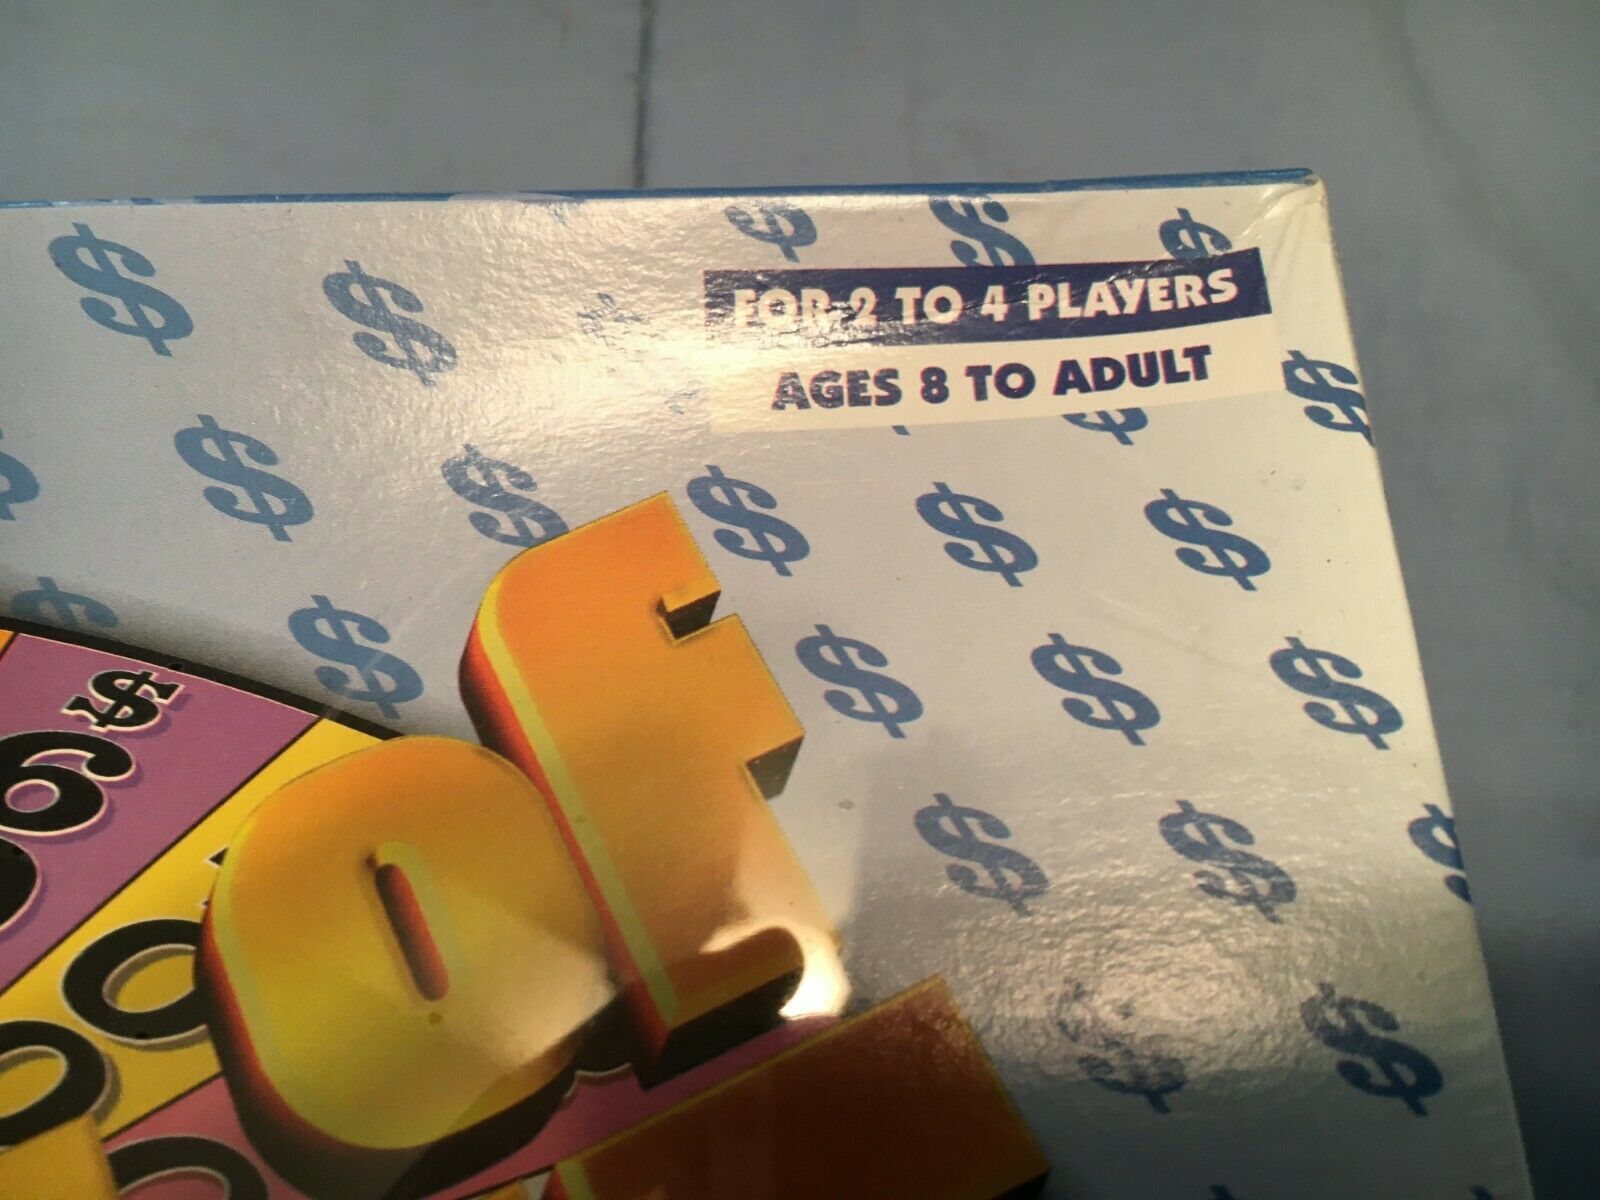 FOR 2 TO 4 PLAYERS
AGES 8 TO ADULT
of